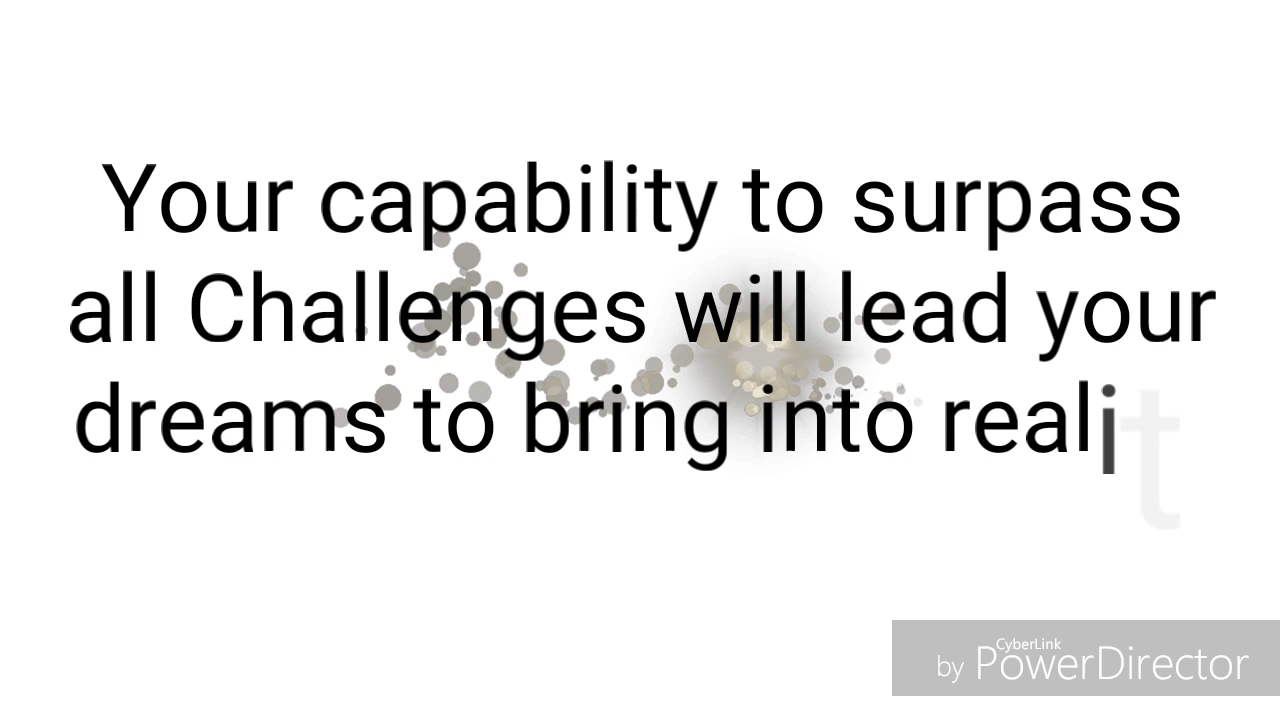 Your capability to surpass
all Challenges will lead your
dreams to bring into realit
CyberLink
by PowerDirector